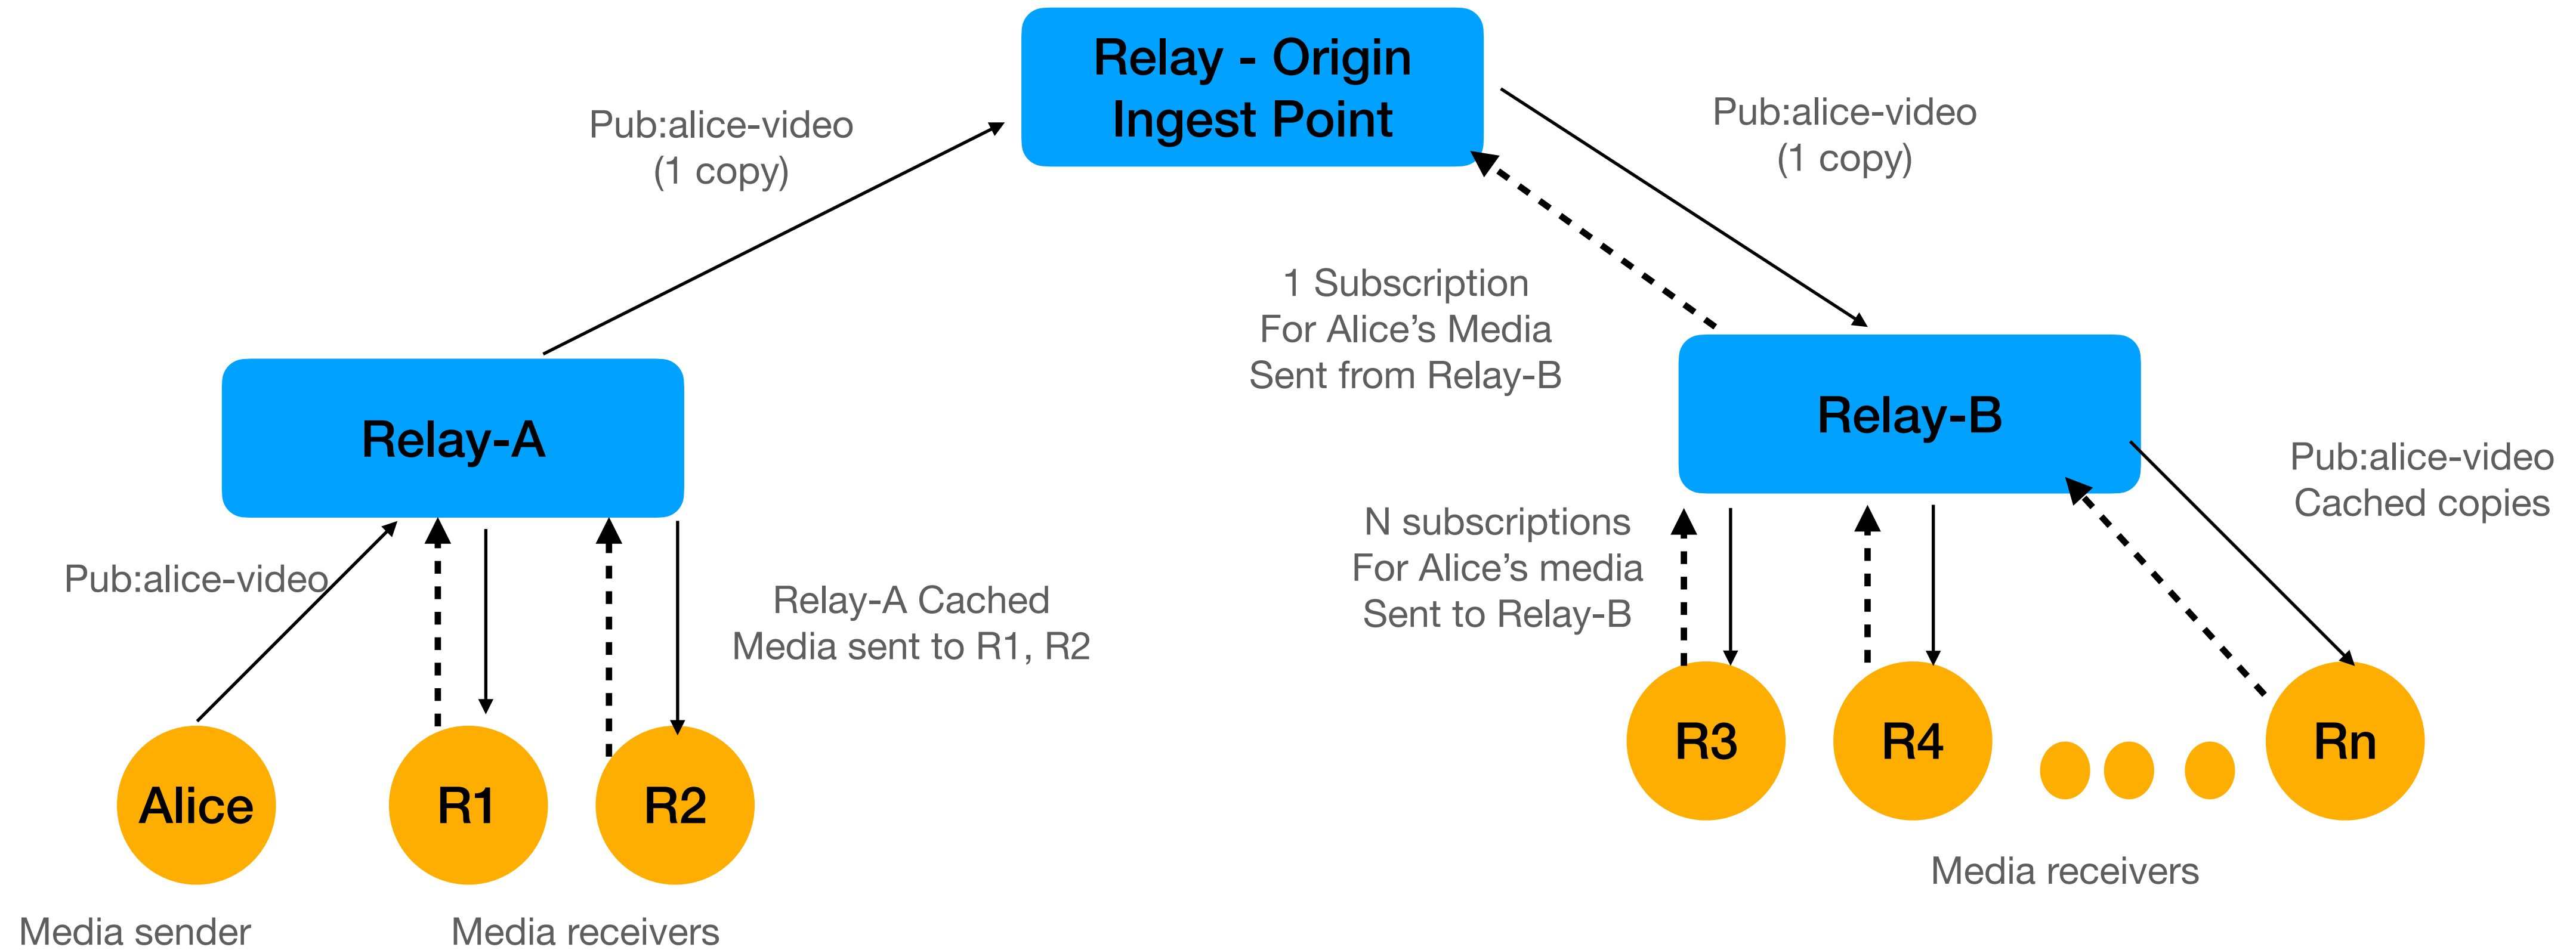 Relay - Origin
Ingest Point
Pub:alice-video
(1 copy)
Pub:alice-video
(1 copy)
1 Subscription
For Alice’s Media
Sent from Relay-B
Relay-A
Relay-B
Pub:alice-video
Cached copies
N subscriptions
For Alice’s media
Sent to Relay-B
Pub:alice-video
Relay-A Cached
Media sent to R1, R2
Alice
R1
R2
R3
R4
Rn
Media sender
Media receivers
Media receivers